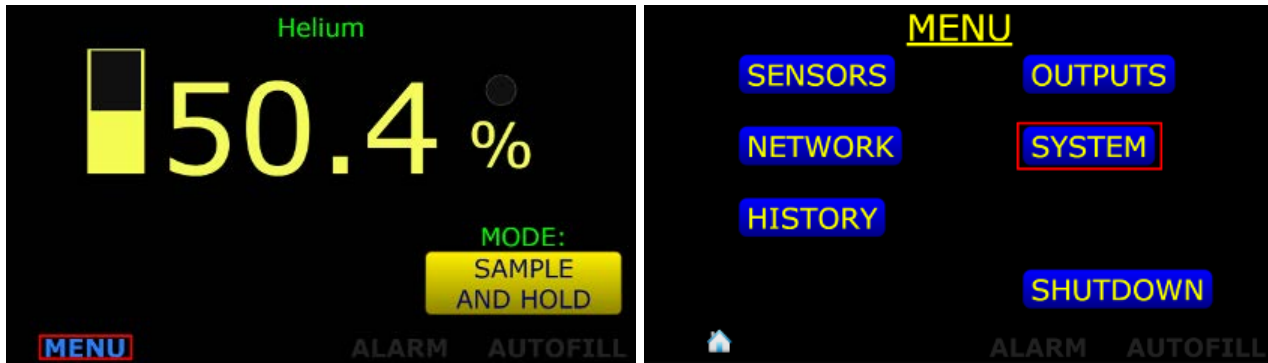 Helium
50.4 %
MODE:
SAMPLE
AND HOLD
MENU ALARM AUTOFILL
MENU
SENSORS OUTPUTS
NETWORK SYSTEM
HISTORY
SHUTDOWN
ALARM AUTOFILL